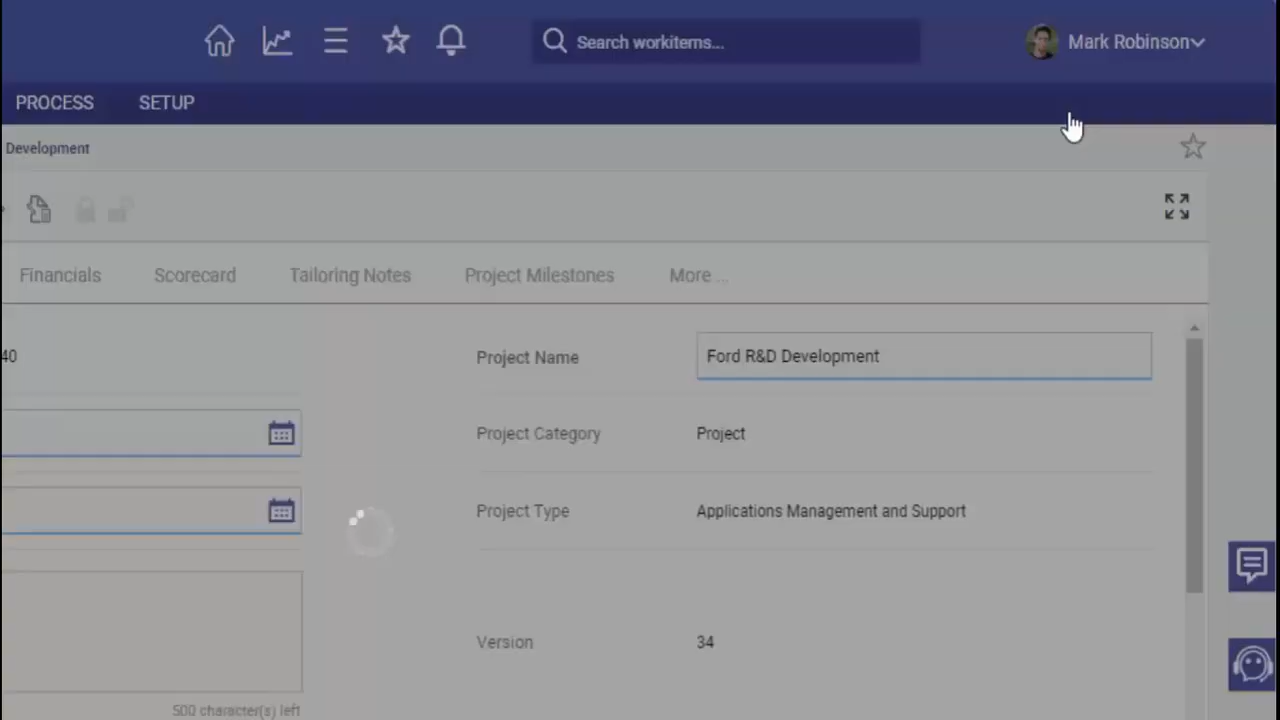 Search workitems...
Mark Robinson
PROCESS
SETUP
Development
Financials
Scorecard
Tailoring Notes
Project Milestones
More ...
40
Project Name
Ford R&D Development
Project Category
Project
Project Type
Applications Management and Support
Version
34
500 character(s) left